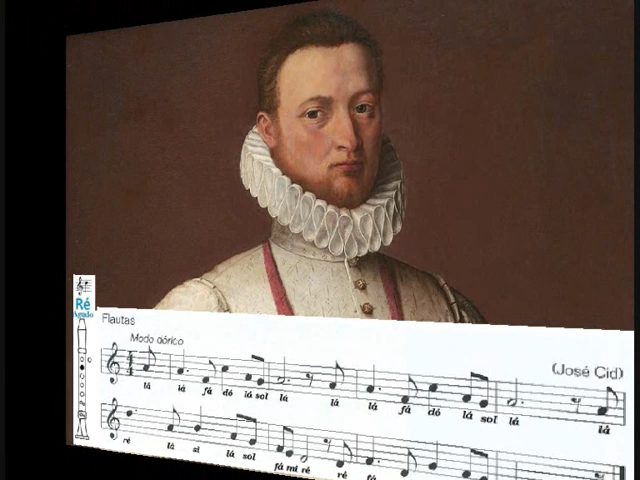 Ré
Agudo
Flautas
Modo dórico
(José Cid)
lá lá fá dó lá sol lá lá lá fá dó lá sol lá lá
ré lá si lá sol fá mi ré ré fá